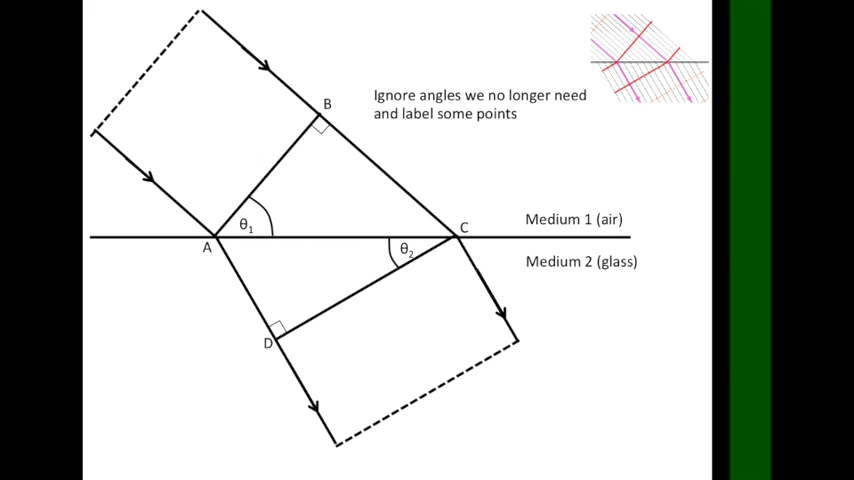 B
Ignore angles we no longer need
and label some points
θ1
Medium 1 (air)
A
C
θ2
Medium 2 (glass)
D